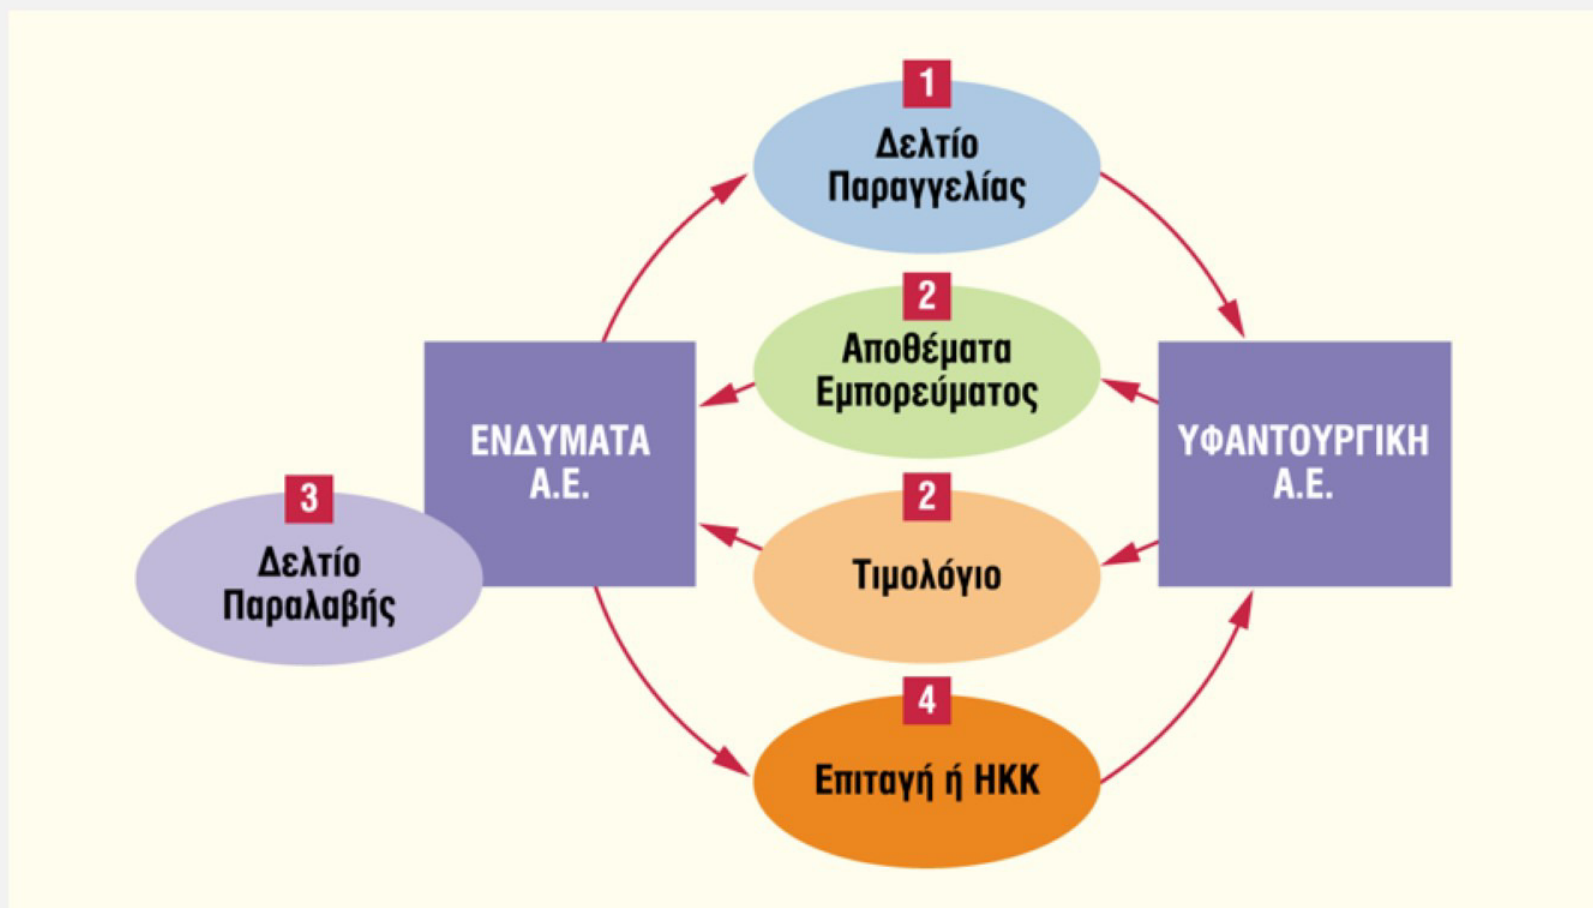 1
Δελτίο
Παραγγελίας
2
Αποθέματα
Εμπορεύματος
ΕΝΔΥΜΑΤΑ
Α.Ε.
ΥΦΑΝΤΟΥΡΓΙΚΗ
Α.Ε.
3
Δελτίο
Παραλαβής
2
Τιμολόγιο
4
Επιταγή ή ΗΚΚ